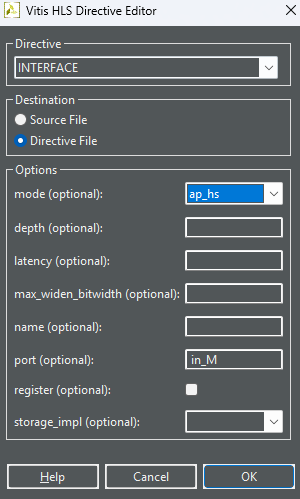 Vitis HLS Directive Editor
Directive
INTERFACE
Destination
Source File
Directive File
Options
mode (optional): ap_hs
depth (optional):
latency (optional):
max_widen_bitwidth (optional):
name (optional):
port (optional): in_M
register (optional):
storage_impl (optional):
Help Cancel OK